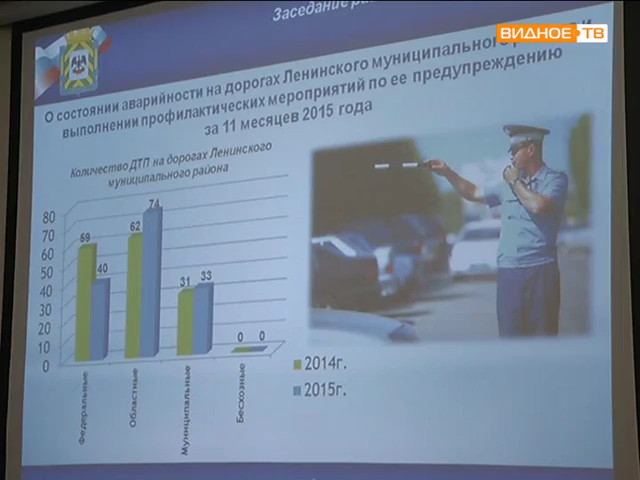 Заседание
ВИДНОЕ ТВ
О состоянии аварийности на дорогах Ленинского муниципального
выполнении профилактических мероприятий по ее предупреждению
за 11 месяцев 2015 года
Количество ДТП на дорогах Ленинского
муниципального района
80
70
60
50
40
30
20
10
0
59
40
62
74
31
33
0
0
Федеральные
Областные
Муниципальные
Бесхозные
2014г.
2015г.